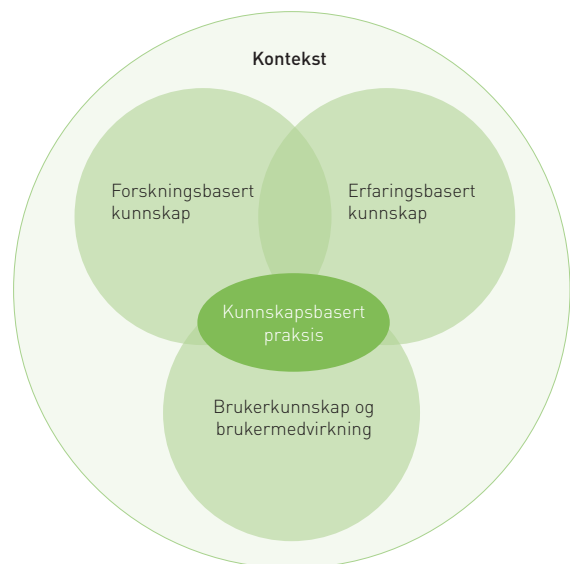 Kontekst
Forskningsbasert
kunnskap
Erfaringsbasert
kunnskap
Kunnskapsbasert
praksis
Brukerkunnskap og
brukermedvirkning